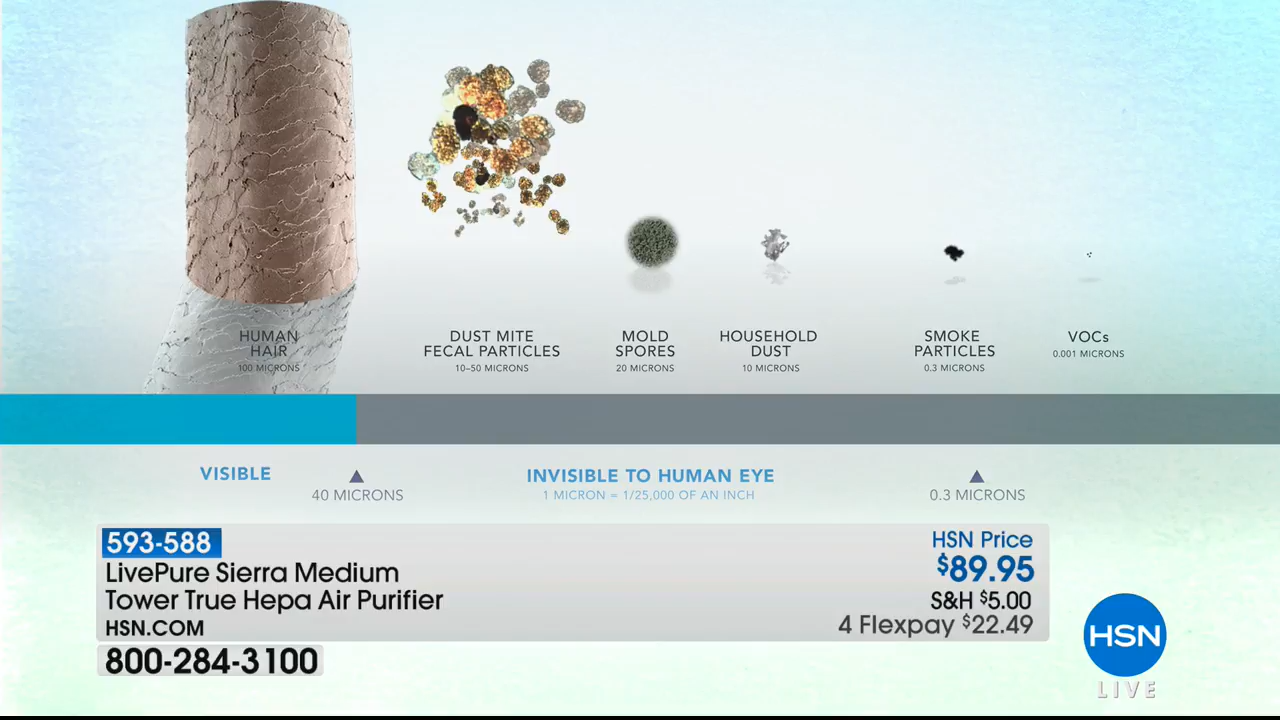 HUMAN
HAIR
100 MICRONS
DUST MITE
FECAL PARTICLES
10–50 MICRONS
MOLD
SPORES
20 MICRONS
HOUSEHOLD
DUST
10 MICRONS
SMOKE
PARTICLES
0.3 MICRONS
VOCs
0.001 MICRONS
VISIBLE
40 MICRONS
INVISIBLE TO HUMAN EYE
1 MICRON = 1/25,000 OF AN INCH
0.3 MICRONS
593-588
LivePure Sierra Medium
Tower True Hepa Air Purifier
HSN.COM
800-284-3100
HSN Price
$89.95
S&H $5.00
4 Flexpay $22.49
HSN
LIVE